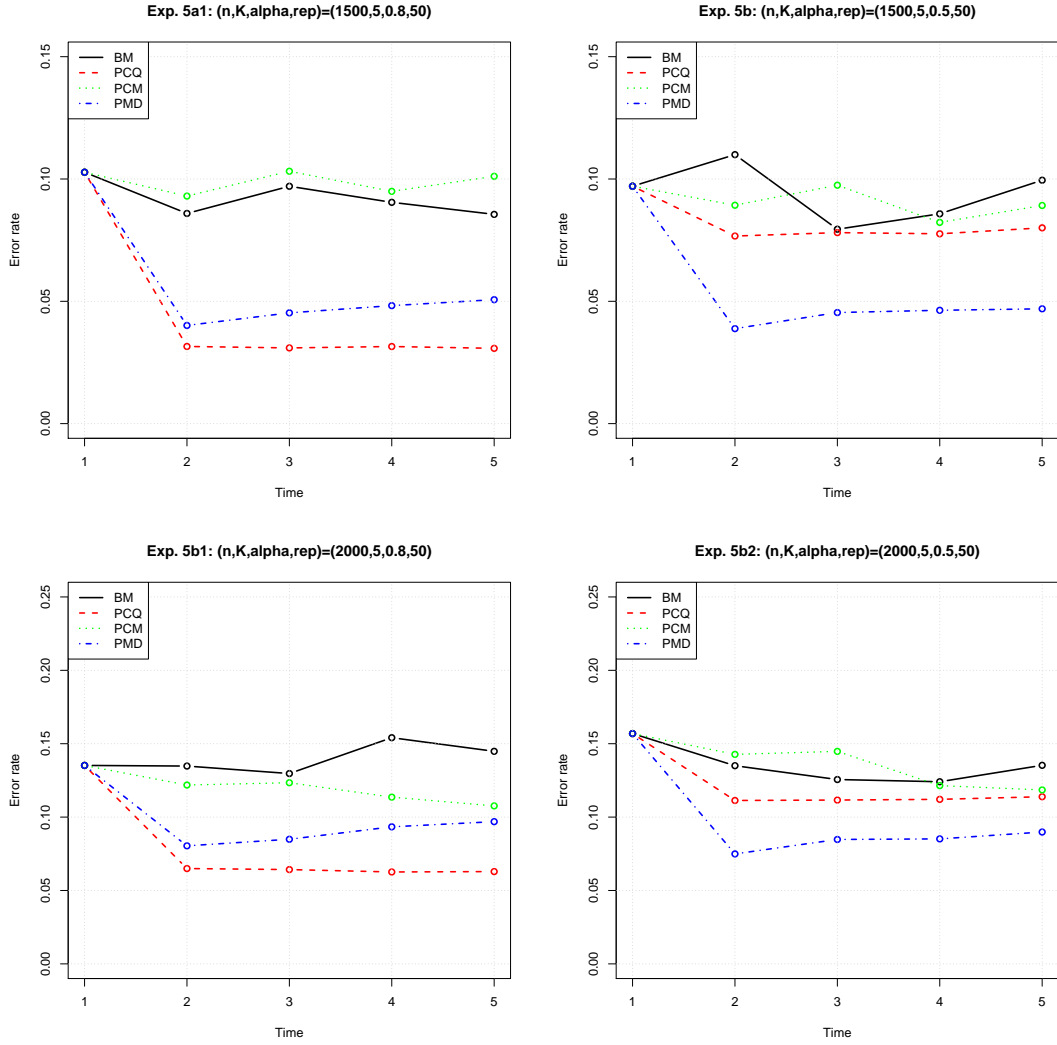 Exp. 5a1: (n,K,alpha,rep)=(1500,5,0.8,50)
BM
PCQ
PCM
PMD
0.15
0.10
0.05
0.00
Error rate
1 2 3 4 5
Time
Exp. 5b: (n,K,alpha,rep)=(1500,5,0.5,50)
BM
PCQ
PCM
PMD
0.15
0.10
0.05
0.00
Error rate
1 2 3 4 5
Time
Exp. 5b1: (n,K,alpha,rep)=(2000,5,0.8,50)
BM
PCQ
PCM
PMD
0.25
0.20
0.15
0.10
0.05
0.00
Error rate
1 2 3 4 5
Time
Exp. 5b2: (n,K,alpha,rep)=(2000,5,0.5,50)
BM
PCQ
PCM
PMD
0.25
0.20
0.15
0.10
0.05
0.00
Error rate
1 2 3 4 5
Time